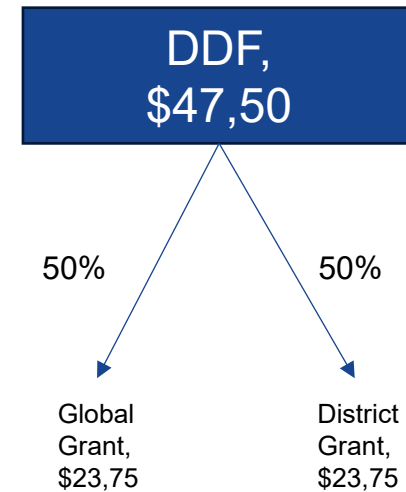 DDF,
$47,50
50%
50%
Global
Grant,
$23,75
District
Grant,
$23,75